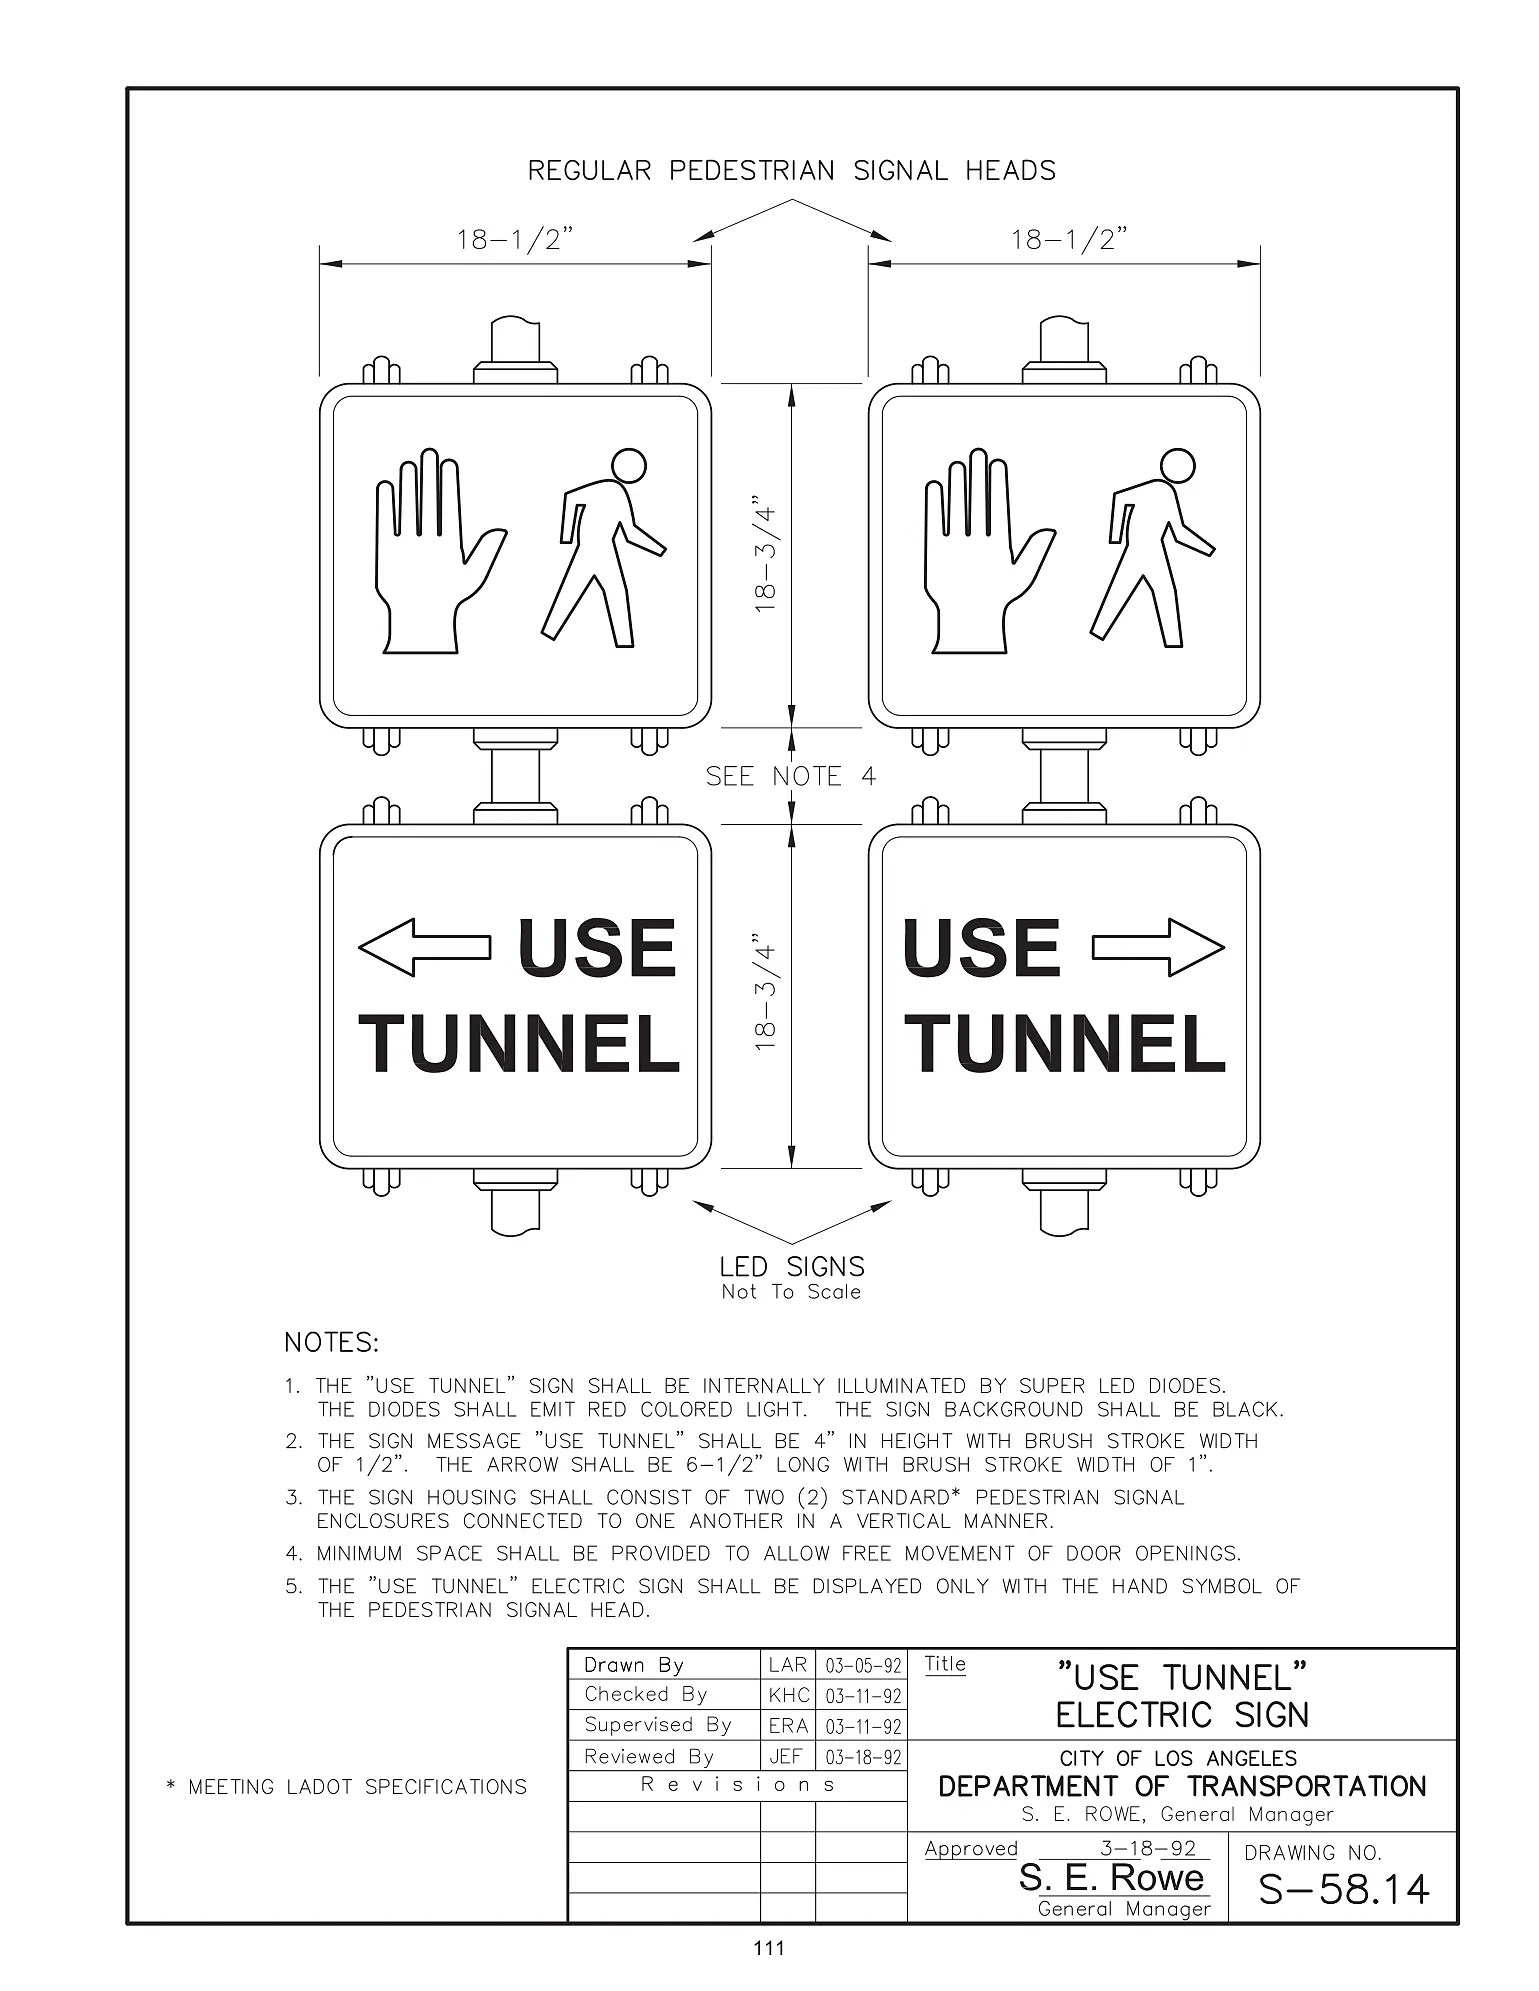 REGULAR PEDESTRIAN SIGNAL HEADS
18-1/2" 18-1/2"
18-3/4"
SEE NOTE 4
← USE
TUNNEL
18-3/4"
USE →
TUNNEL
LED SIGNS
Not To Scale
NOTES:
1. THE "USE TUNNEL" SIGN SHALL BE INTERNALLY ILLUMINATED BY SUPER LED DIODES.
THE DIODES SHALL EMIT RED COLORED LIGHT. THE SIGN BACKGROUND SHALL BE BLACK.
2. THE SIGN MESSAGE "USE TUNNEL" SHALL BE 4" IN HEIGHT WITH BRUSH STROKE WIDTH
OF 1/2". THE ARROW SHALL BE 6-1/2" LONG WITH BRUSH STROKE WIDTH OF 1".
3. THE SIGN HOUSING SHALL CONSIST OF TWO (2) STANDARD* PEDESTRIAN SIGNAL
ENCLOSURES CONNECTED TO ONE ANOTHER IN A VERTICAL MANNER.
4. MINIMUM SPACE SHALL BE PROVIDED TO ALLOW FREE MOVEMENT OF DOOR OPENINGS.
5. THE "USE TUNNEL" ELECTRIC SIGN SHALL BE DISPLAYED ONLY WITH THE HAND SYMBOL OF
THE PEDESTRIAN SIGNAL HEAD.
* MEETING LADOT SPECIFICATIONS
Drawn By LAR 03-05-92
Checked By KHC 03-11-92
Supervised By ERA 03-11-92
Reviewed By JEF 03-18-92
Revisions
Title
"USE TUNNEL"
ELECTRIC SIGN
CITY OF LOS ANGELES
DEPARTMENT OF TRANSPORTATION
S. E. ROWE, General Manager
Approved 3-18-92
S. E. Rowe
General Manager
DRAWING NO.
S-58.14
111